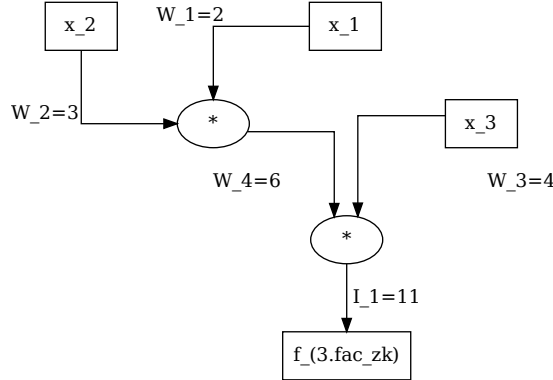 x_2
W_1=2
x_1
W_2=3
*
x_3
W_4=6
W_3=4
*
I_1=11
f_(3.fac_zk)